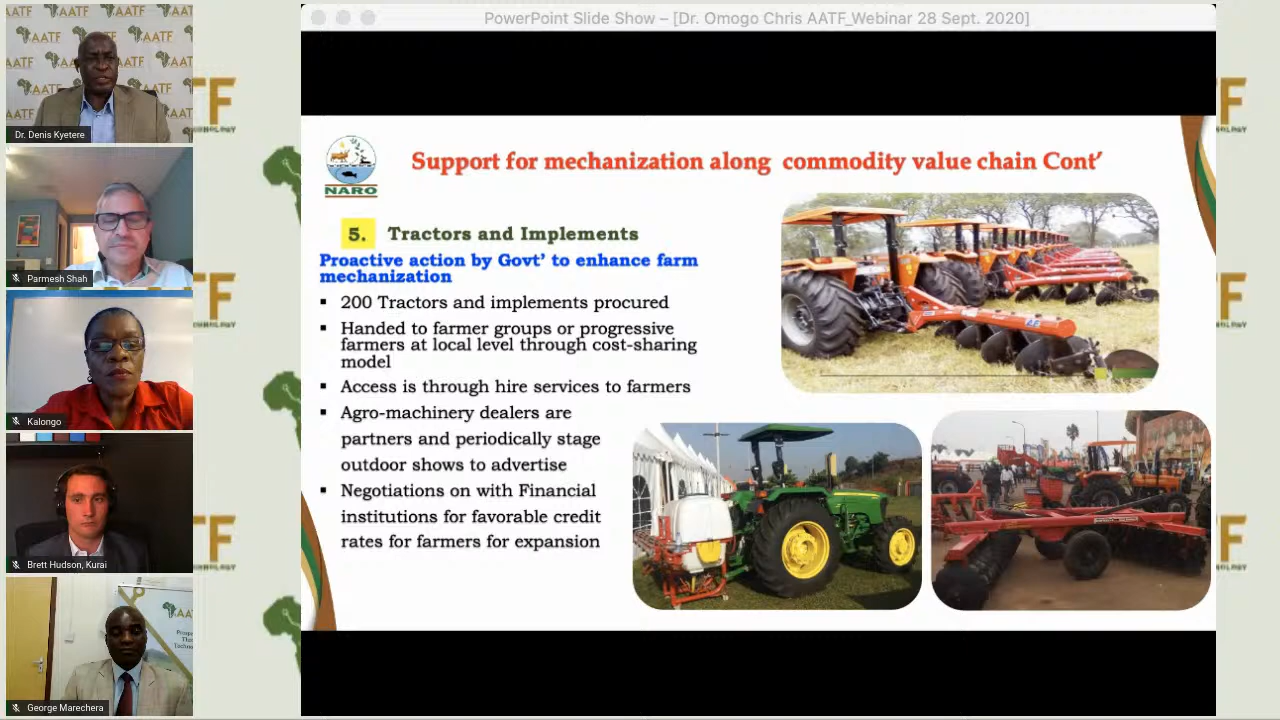 PowerPoint Slide Show – [Dr. Omogo Chris AATF_Webinar 28 Sept. 2020]
NARO
Support for mechanization along commodity value chain Cont’
5. Tractors and Implements
Proactive action by Govt’ to enhance farm
mechanization
▪ 200 Tractors and implements procured
▪ Handed to farmer groups or progressive
farmers at local level through cost-sharing
model
▪ Access is through hire services to farmers
▪ Agro-machinery dealers are
partners and periodically stage
outdoor shows to advertise
▪ Negotiations on with Financial
institutions for favorable credit
rates for farmers for expansion
AATF
Dr. Denis Kyetere
Parmesh Shah
Kalongo
Brett Hudson, Kurai
AATF
George Marechera